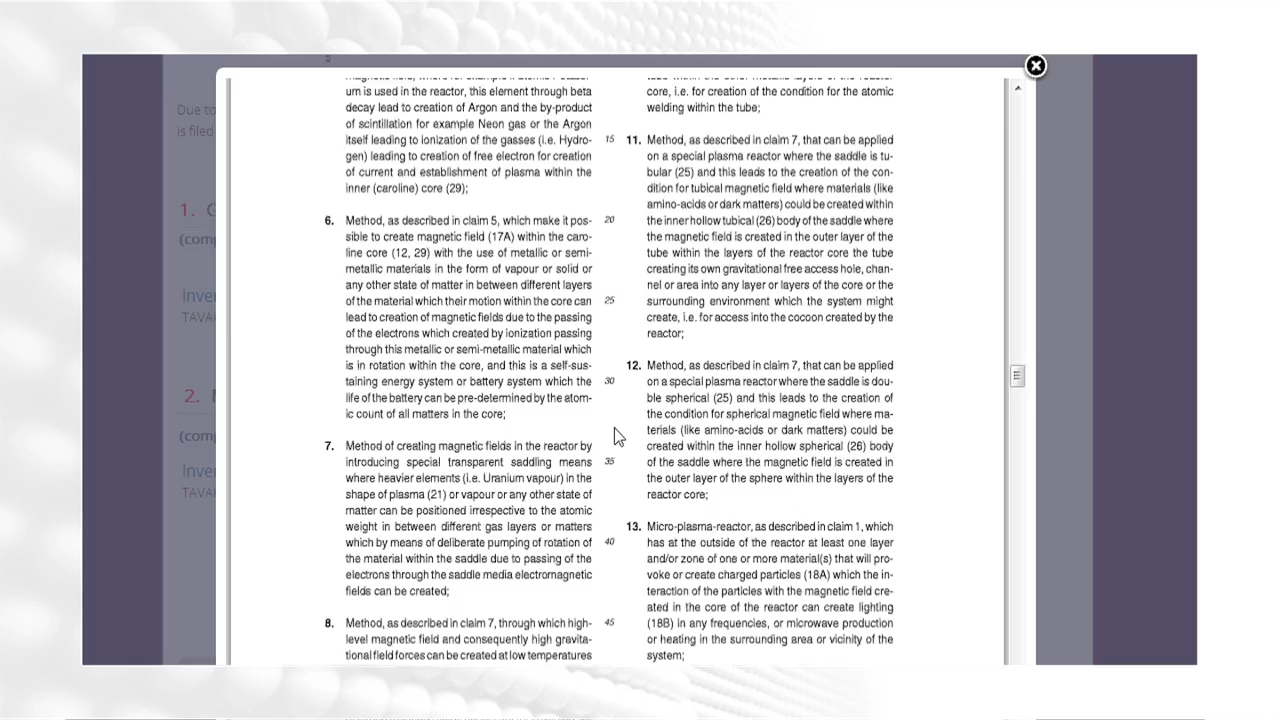 Due to
is filed
1. G
(comp
Inver
TAVA
2. M
(comp
Inve
TAVA
um is used in the reactor, this element through beta
decay lead to creation of Argon and the by-product
of scintillation for example Neon gas or the Argon
itself leading to ionization of the gasses (i.e. Hydro-
gen) leading to creation of free electron for creation
of current and establishment of plasma within the
inner (caroline) core (29);
6. Method, as described in claim 5, which make it pos-
sible to create magnetic field (17A) within the caro-
line core (12, 29) with the use of metallic or semi-
metallic materials in the form of vapour or solid or
any other state of matter in between different layers
of the material which their motion within the core can
lead to creation of magnetic fields due to the passing
of the electrons which created by ionization passing
through this metallic or semi-metallic material which
is in rotation within the core, and this is a self-sus-
taining energy system or battery system which the
life of the battery can be pre-determined by the atom-
ic count of all matters in the core;
7. Method of creating magnetic fields in the reactor by
introducing special transparent saddling means
where heavier elements (i.e. Uranium vapour) in the
shape of plasma (21) or vapour or any other state of
matter can be positioned irrespective to the atomic
weight in between different gas layers or matters
which by means of deliberate pumping of rotation of
the material within the saddle due to passing of the
electrons through the saddle media electromagnetic
fields can be created;
8. Method, as described in claim 7, through which high-
level magnetic field and consequently high gravita-
tional field forces can be created at low temperatures
15
20
25
30
35
40
45
core, i.e. for creation of the condition for the atomic
welding within the tube;
11. Method, as described in claim 7, that can be applied
on a special plasma reactor where the saddle is tu-
bular (25) and this leads to the creation of the con-
dition for tubical magnetic field where materials (like
amino-acids or dark matters) could be created within
the inner hollow tubical (26) body of the saddle where
the magnetic field is created in the outer layer of the
tube within the layers of the reactor core the tube
creating its own gravitational free access hole, chan-
nel or area into any layer or layers of the core or the
surrounding environment which the system might
create, i.e. for access into the cocoon created by the
reactor;
12. Method, as described in claim 7, that can be applied
on a special plasma reactor where the saddle is dou-
ble spherical (25) and this leads to the creation of
the condition for spherical magnetic field where ma-
terials (like amino-acids or dark matters) could be
created within the inner hollow spherical (26) body
of the saddle where the magnetic field is created in
the outer layer of the sphere within the layers of the
reactor core;
13. Micro-plasma-reactor, as described in claim 1, which
has at the outside of the reactor at least one layer
and/or zone of one or more material(s) that will pro-
voke or create charged particles (18A) which the in-
teraction of the particles with the magnetic field cre-
ated in the core of the reactor can create lighting
(18B) in any frequencies, or microwave production
or heating in the surrounding area or vicinity of the
system;